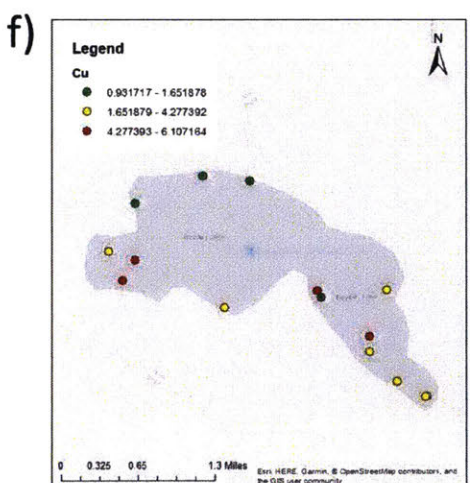 f)
N
Legend
Cu
0.931717 - 1.651878
1.651879 - 4.277392
4.277393 - 6.107164
0 0.325 0.65 1.3 Miles
Esri, HERE, Garmin, © OpenStreetMap contributors, and
the GIS user community